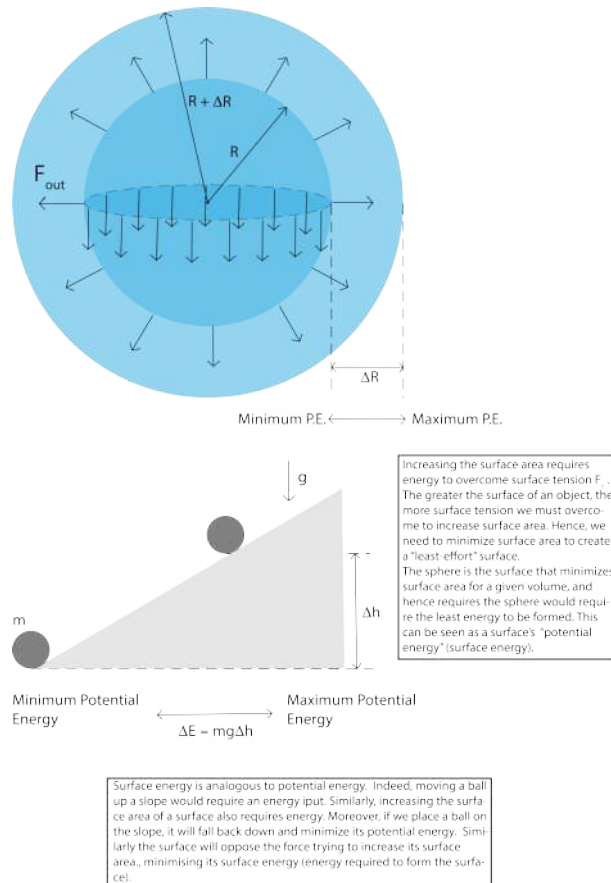 R + ΔR
R
F out
ΔR
Minimum P.E.
Maximum P.E.
Increasing the surface area requires
energy to overcome surface tension F .
The greater the surface of an object, the
more surface tension we must overco-
me to increase surface area. Hence, we
need to minimize surface area to create
a "least-effort" surface.
The sphere is the surface that minimizes
surface area for a given volume, and
hence requires the sphere would requi-
re the least energy to be formed. This
can be seen as a surface's "potential
energy" (surface energy).
g
m
Δh
Minimum Potential
Energy
Maximum Potential
Energy
ΔE = mgΔh
Surface energy is analogous to potential energy. Indeed, moving a ball
up a slope would require an energy iput. Similarly, increasing the surfa-
ce area of a surface also requires energy. Moreover, if we place a ball on
the slope, it will fall back down and minimize its potential energy. Simi-
larly the surface will oppose the force trying to increase its surface
area., minimising its surface energy (energy required to form the surfa-
ce).